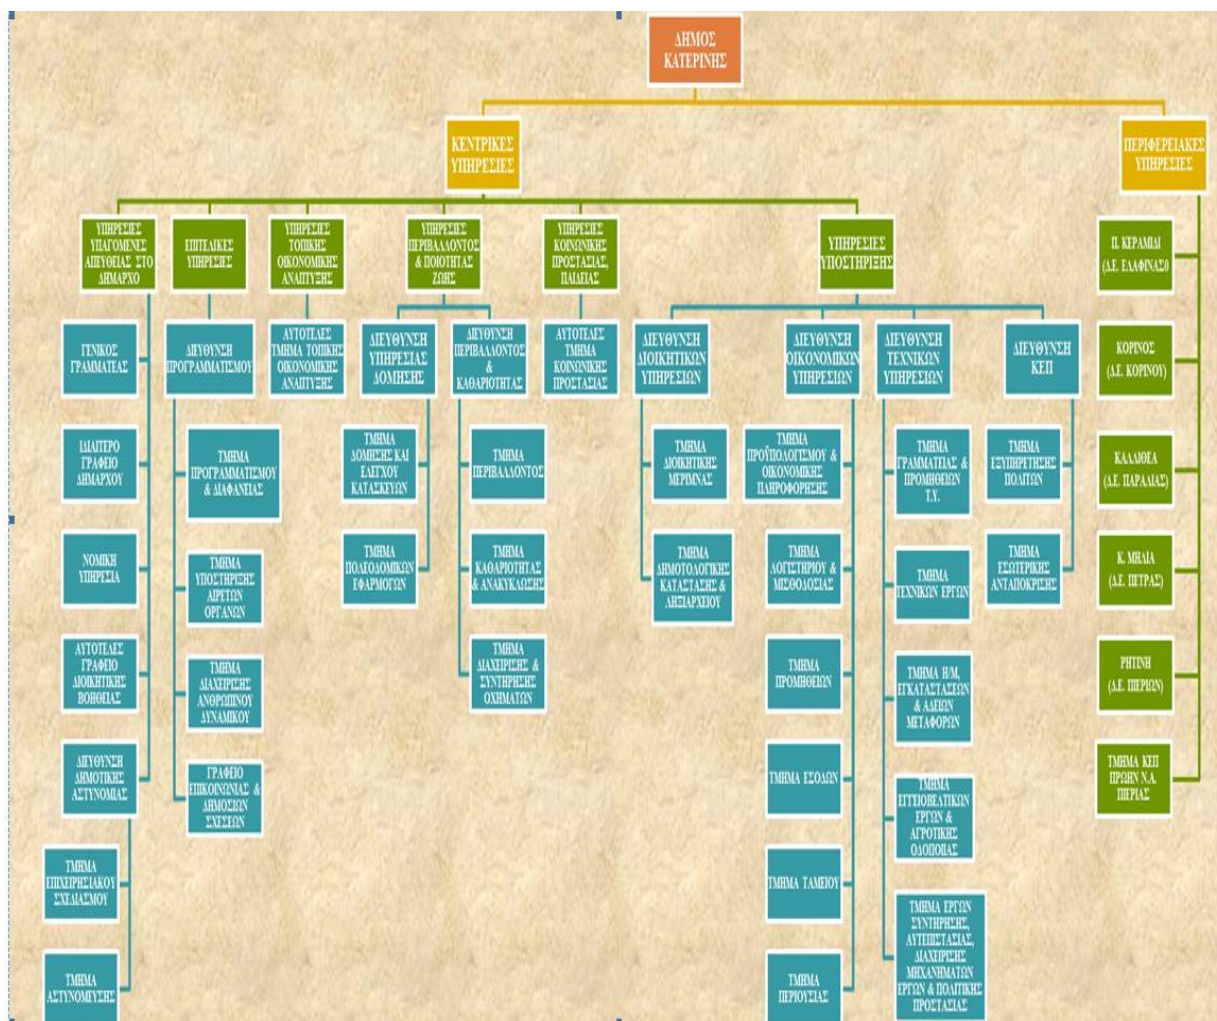 ΔΗΜΟΣ
ΚΑΤΕΡΙΝΗΣ
ΚΕΝΤΡΙΚΕΣ
ΥΠΗΡΕΣΙΕΣ
ΠΕΡΙΦΕΡΕΙΑΚΕΣ
ΥΠΗΡΕΣΙΕΣ
ΥΠΗΡΕΣΙΕΣ
ΥΠΑΓΟΜΕΝΕΣ
ΑΠΕΥΘΕΙΑΣ ΣΤΟ
ΔΗΜΑΡΧΟ
ΕΠΙΤΕΛΙΚΕΣ
ΥΠΗΡΕΣΙΕΣ
ΥΠΗΡΕΣΙΕΣ
ΤΟΠΙΚΗΣ
ΟΙΚΟΝΟΜΙΚΗΣ
ΑΝΑΠΤΥΞΗΣ
ΥΠΗΡΕΣΙΕΣ
ΠΕΡΙΒΑΛΛΟΝΤΟΣ
& ΠΟΙΟΤΗΤΑΣ
ΖΩΗΣ
ΥΠΗΡΕΣΙΕΣ
ΚΟΙΝΩΝΙΚΗΣ
ΠΡΟΣΤΑΣΙΑΣ,
ΠΑΙΔΕΙΑΣ
ΥΠΗΡΕΣΙΕΣ
ΥΠΟΣΤΗΡΙΞΗΣ
ΓΕΝΙΚΟΣ
ΓΡΑΜΜΑΤΕΑΣ
ΙΔΙΑΙΤΕΡΟ
ΓΡΑΦΕΙΟ
ΔΗΜΑΡΧΟΥ
ΝΟΜΙΚΗ
ΥΠΗΡΕΣΙΑ
ΑΥΤΟΤΕΛΕΣ
ΓΡΑΦΕΙΟ
ΔΙΟΙΚΗΤΙΚΗΣ
ΒΟΗΘΕΙΑΣ
ΔΙΕΥΘΥΝΣΗ
ΔΗΜΟΤΙΚΗΣ
ΑΣΤΥΝΟΜΙΑΣ
ΤΜΗΜΑ
ΕΠΙΧΕΙΡΗΣΙΑΚΟΥ
ΣΧΕΔΙΑΣΜΟΥ
ΤΜΗΜΑ
ΑΣΤΥΝΟΜΕΥΣΗΣ
ΔΙΕΥΘΥΝΣΗ
ΠΡΟΓΡΑΜΜΑΤΙΣΜΟΥ
ΤΜΗΜΑ
ΠΡΟΓΡΑΜΜΑΤΙΣΜΟΥ
& ΔΙΑΦΑΝΕΙΑΣ
ΤΜΗΜΑ
ΥΠΟΣΤΗΡΙΞΗΣ
ΑΙΡΕΤΩΝ
ΟΡΓΑΝΩΝ
ΤΜΗΜΑ
ΔΙΑΧΕΙΡΙΣΗΣ
ΑΝΘΡΩΠΙΝΟΥ
ΔΥΝΑΜΙΚΟΥ
ΓΡΑΦΕΙΟ
ΕΠΙΚΟΙΝΩΝΙΑΣ &
ΔΗΜΟΣΙΩΝ
ΣΧΕΣΕΩΝ
ΑΥΤΟΤΕΛΕΣ
ΤΜΗΜΑ ΤΟΠΙΚΗΣ
ΟΙΚΟΝΟΜΙΚΗΣ
ΑΝΑΠΤΥΞΗΣ
ΔΙΕΥΘΥΝΣΗ
ΥΠΗΡΕΣΙΑΣ
ΔΟΜΗΣΗΣ
ΤΜΗΜΑ
ΔΟΜΗΣΗΣ ΚΑΙ
ΕΛΕΓΧΟΥ
ΚΑΤΑΣΚΕΥΩΝ
ΤΜΗΜΑ
ΠΟΛΕΟΔΟΜΙΚΩΝ
ΕΦΑΡΜΟΓΩΝ
ΔΙΕΥΘΥΝΣΗ
ΠΕΡΙΒΑΛΛΟΝΤΟΣ
&
ΚΑΘΑΡΙΟΤΗΤΑΣ
ΤΜΗΜΑ
ΠΕΡΙΒΑΛΛΟΝΤΟΣ
ΤΜΗΜΑ
ΚΑΘΑΡΙΟΤΗΤΑΣ
& ΑΝΑΚΥΚΛΩΣΗΣ
ΤΜΗΜΑ
ΔΙΑΧΕΙΡΙΣΗΣ &
ΣΥΝΤΗΡΗΣΗΣ
ΟΧΗΜΑΤΩΝ
ΑΥΤΟΤΕΛΕΣ
ΤΜΗΜΑ
ΚΟΙΝΩΝΙΚΗΣ
ΠΡΟΣΤΑΣΙΑΣ
ΔΙΕΥΘΥΝΣΗ
ΔΙΟΙΚΗΤΙΚΩΝ
ΥΠΗΡΕΣΙΩΝ
ΤΜΗΜΑ
ΔΙΟΙΚΗΤΙΚΗΣ
ΜΕΡΙΜΝΑΣ
ΤΜΗΜΑ
ΔΗΜΟΤΟΛΟΓΙΚΗΣ
ΚΑΤΑΣΤΑΣΗΣ &
ΛΗΞΙΑΡΧΕΙΟΥ
ΔΙΕΥΘΥΝΣΗ
ΟΙΚΟΝΟΜΙΚΩΝ
ΥΠΗΡΕΣΙΩΝ
ΤΜΗΜΑ
ΠΡΟΫΠΟΛΟΓΙΣΜΟΥ &
ΟΙΚΟΝΟΜΙΚΗΣ
ΠΛΗΡΟΦΟΡΗΣΗΣ
ΤΜΗΜΑ
ΛΟΓΙΣΤΗΡΙΟΥ &
ΜΙΣΘΟΔΟΣΙΑΣ
ΤΜΗΜΑ
ΠΡΟΜΗΘΕΙΩΝ
ΤΜΗΜΑ ΕΣΟΔΩΝ
ΤΜΗΜΑ ΤΑΜΕΙΟΥ
ΤΜΗΜΑ
ΠΕΡΙΟΥΣΙΑΣ
ΔΙΕΥΘΥΝΣΗ
ΤΕΧΝΙΚΩΝ
ΥΠΗΡΕΣΙΩΝ
ΤΜΗΜΑ
ΓΡΑΜΜΑΤΕΙΑΣ &
ΠΡΟΜΗΘΕΙΩΝ
Τ.Υ.
ΤΜΗΜΑ
ΤΕΧΝΙΚΩΝ ΕΡΓΩΝ
ΤΜΗΜΑ Η/Μ,
ΕΓΚΑΤΑΣΤΑΣΕΩΝ
& ΑΔΕΙΩΝ
ΜΕΤΑΦΟΡΩΝ
ΤΜΗΜΑ
ΕΓΓΕΙΟΒΕΛΤΙΚΩΝ
ΕΡΓΩΝ &
ΑΓΡΟΤΙΚΗΣ
ΟΔΟΠΟΙΙΑΣ
ΤΜΗΜΑ ΕΡΓΩΝ
ΣΥΝΤΗΡΗΣΗΣ,
ΑΥΤΕΠΙΣΤΑΣΙΑΣ,
ΔΙΑΧΕΙΡΙΣΗΣ
ΜΗΧΑΝΗΜΑΤΩΝ
ΕΡΓΩΝ & ΠΟΛΙΤΙΚΗΣ
ΠΡΟΣΤΑΣΙΑΣ
ΔΙΕΥΘΥΝΣΗ
ΚΕΠ
ΤΜΗΜΑ
ΕΞΥΠΗΡΕΤΗΣΗΣ
ΠΟΛΙΤΩΝ
ΤΜΗΜΑ
ΕΣΩΤΕΡΙΚΗΣ
ΑΝΤΑΠΟΚΡΙΣΗΣ
Π. ΚΕΡΑΜΙΔΙ
(Δ.Ε. ΕΛΑΦΙΝΑΣ)
ΚΟΡΙΝΟΣ
(Δ.Ε. ΚΟΡΙΝΟΥ)
ΚΑΛΛΙΘΕΑ
(Δ.Ε. ΠΑΡΑΛΙΑΣ)
Κ. ΜΗΛΙΑ
(Δ.Ε. ΠΕΤΡΑΣ)
ΡΗΤΙΝΗ
(Δ.Ε. ΠΙΕΡΙΩΝ)
ΤΜΗΜΑ ΚΕΠ
ΠΡΩΗΝ Ν.Α.
ΠΙΕΡΙΑΣ